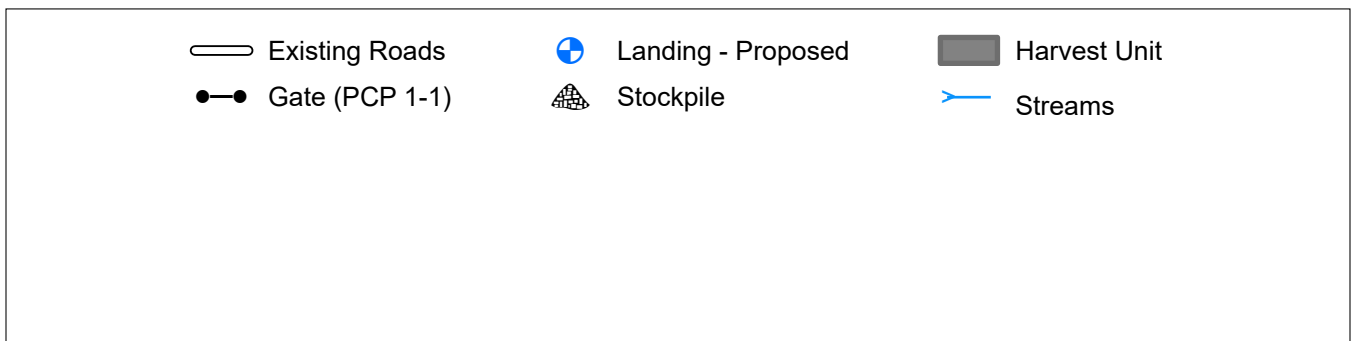 Existing Roads
Landing - Proposed
Harvest Unit
Gate (PCP 1-1)
Stockpile
Streams